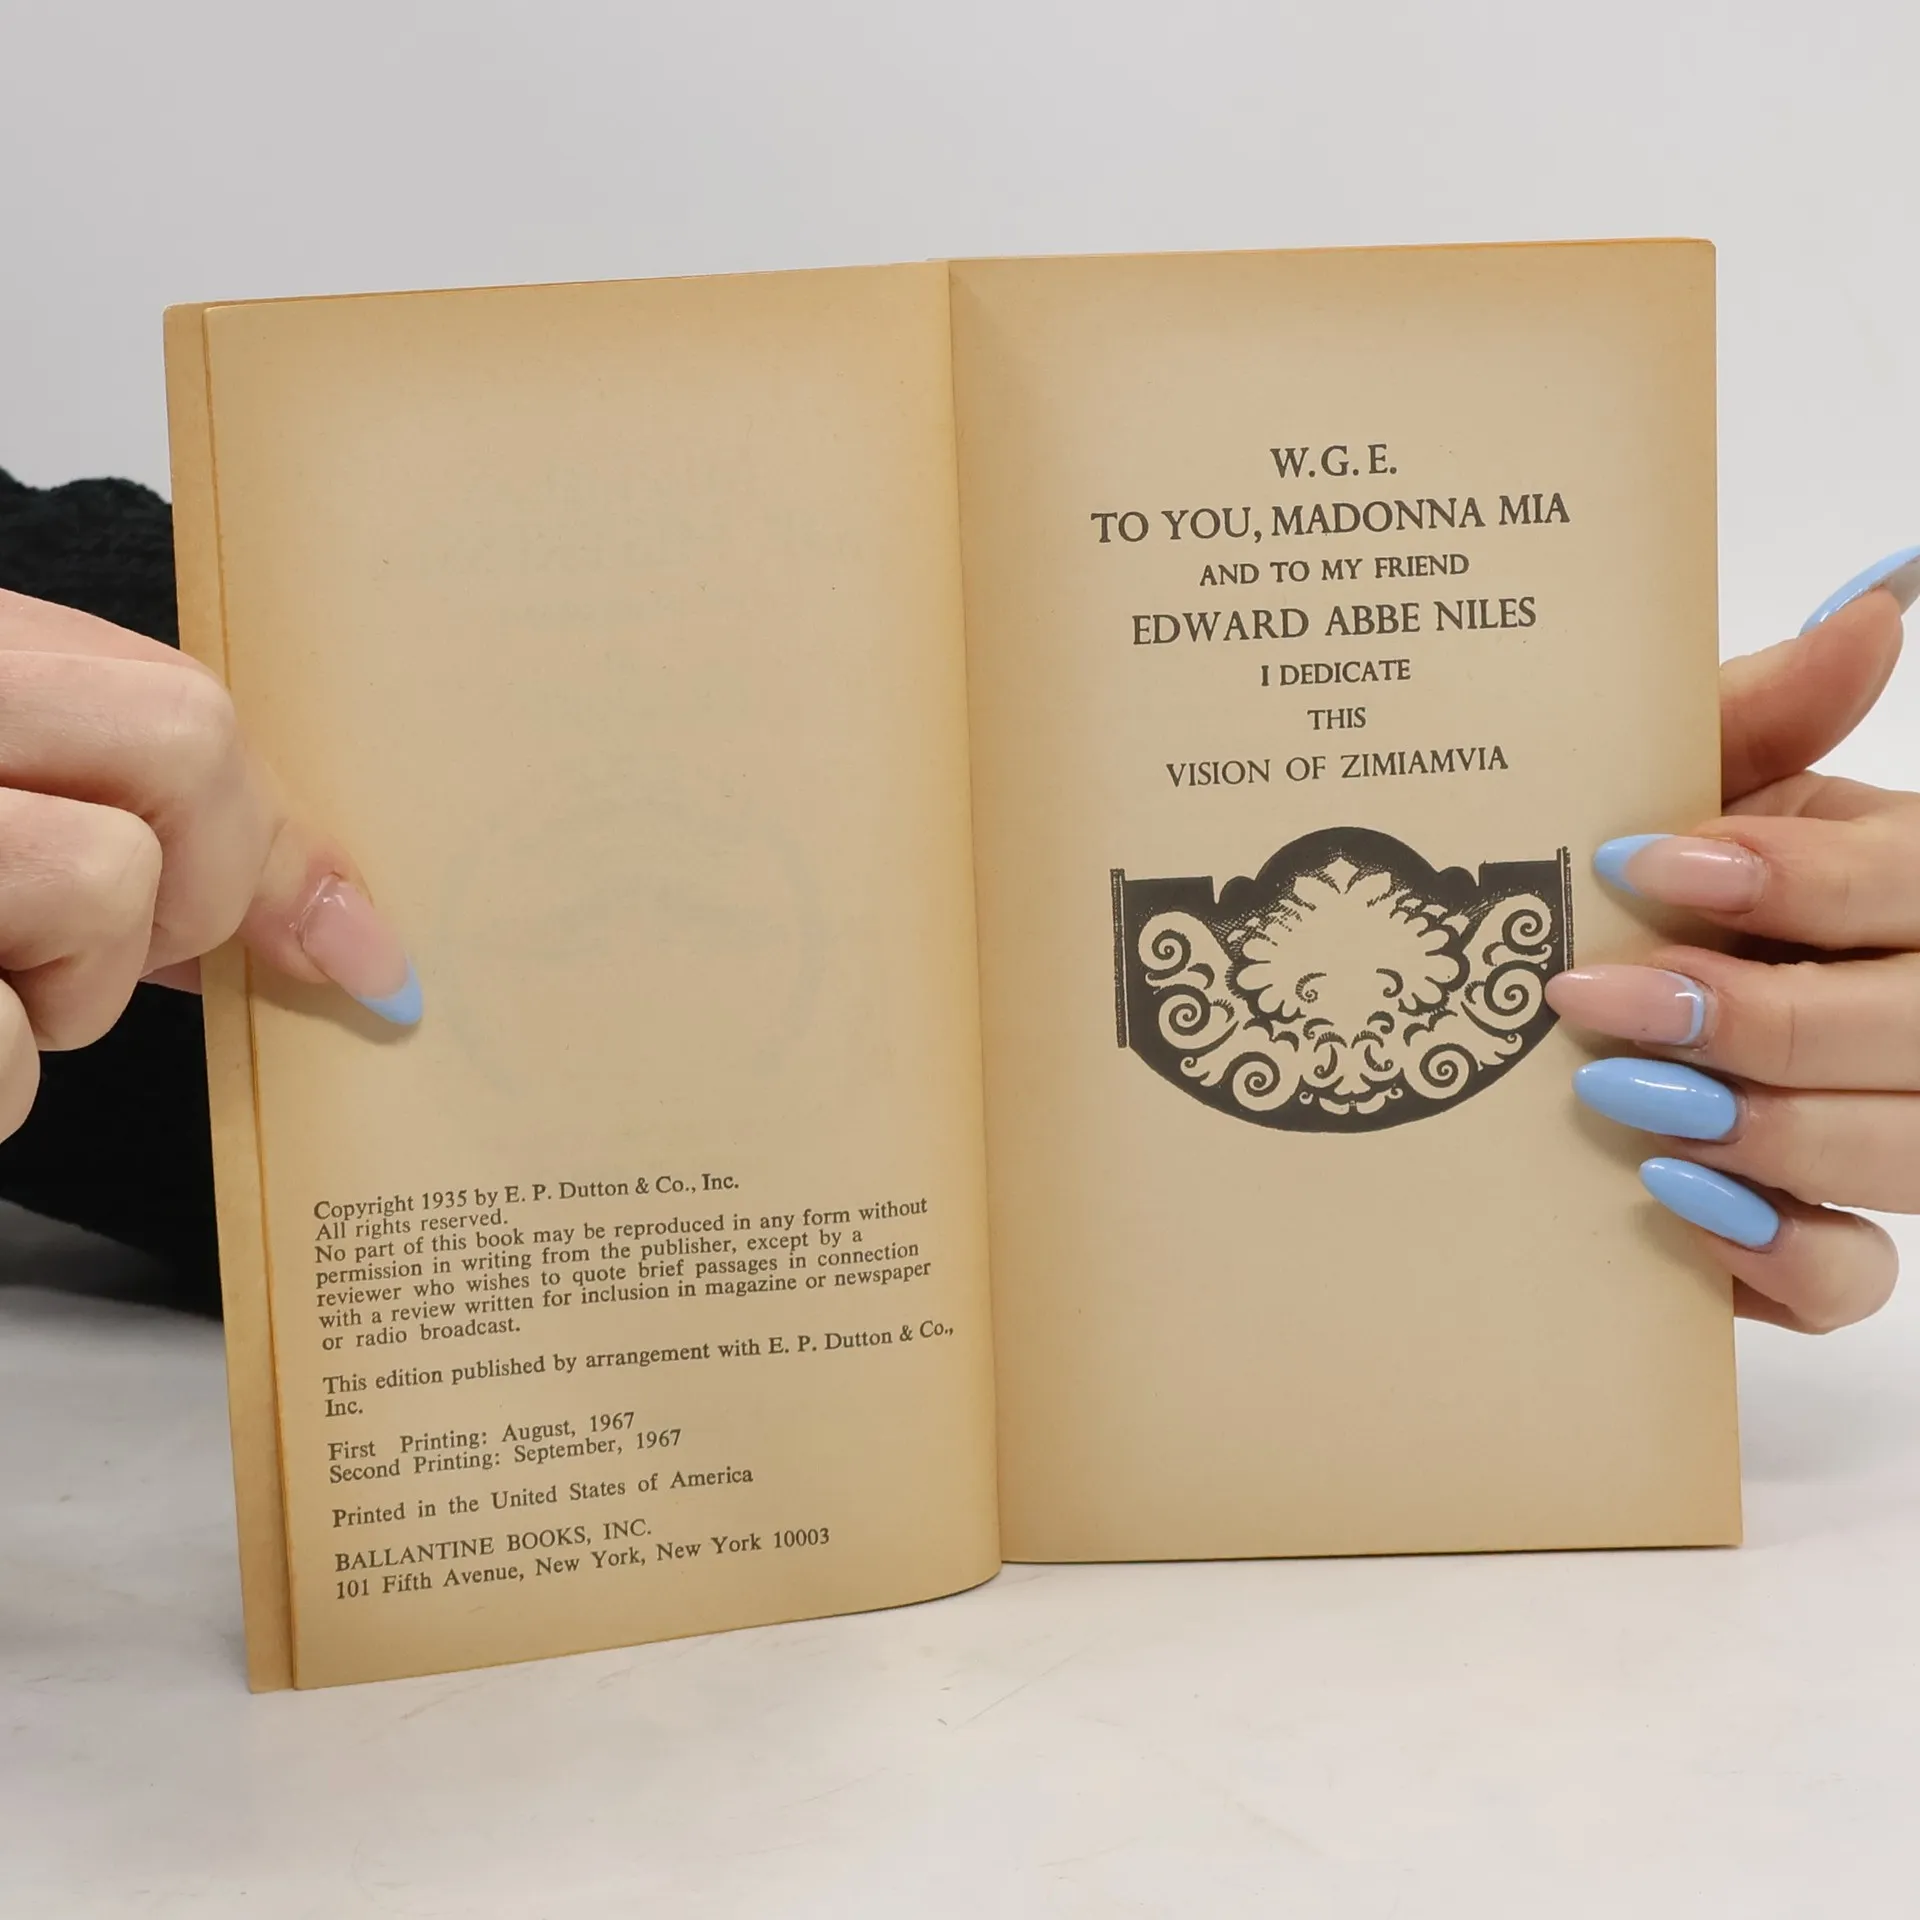 Copyright 1935 by E. P. Dutton & Co., Inc.
All rights reserved.
No part of this book may be reproduced in any form without
permission in writing from the publisher, except by a
reviewer who wishes to quote brief passages in connection
with a review written for inclusion in magazine or newspaper
or radio broadcast.
This edition published by arrangement with E. P. Dutton & Co.,
Inc.
First Printing: August, 1967
Second Printing: September, 1967
Printed in the United States of America
BALLANTINE BOOKS, INC.
101 Fifth Avenue, New York, New York 10003
W.G.E.
TO YOU, MADONNA MIA
AND TO MY FRIEND
EDWARD ABBE NILES
I DEDICATE
THIS
VISION OF ZIMIAMVIA